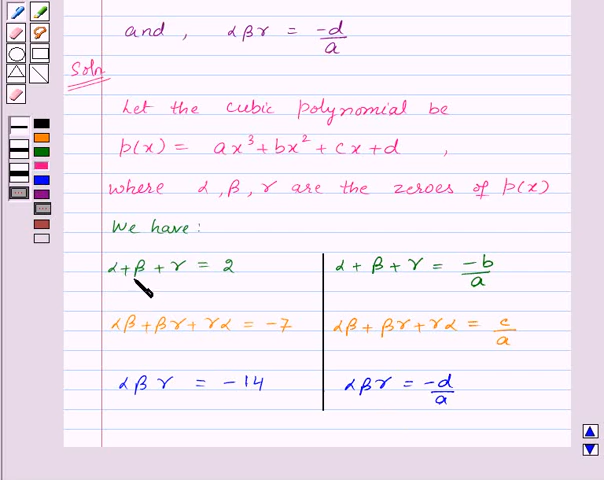 and, αβγ = -d/a
Soln
Let the cubic polynomial be
p(x) = ax³ + bx² + cx + d ,
where α, β, γ are the zeroes of p(x)
We have:
α + β + γ = 2 α + β + γ = -b/a
αβ + βγ + γα = -7 αβ + βγ + γα = c/a
αβγ = -14 αβγ = -d/a